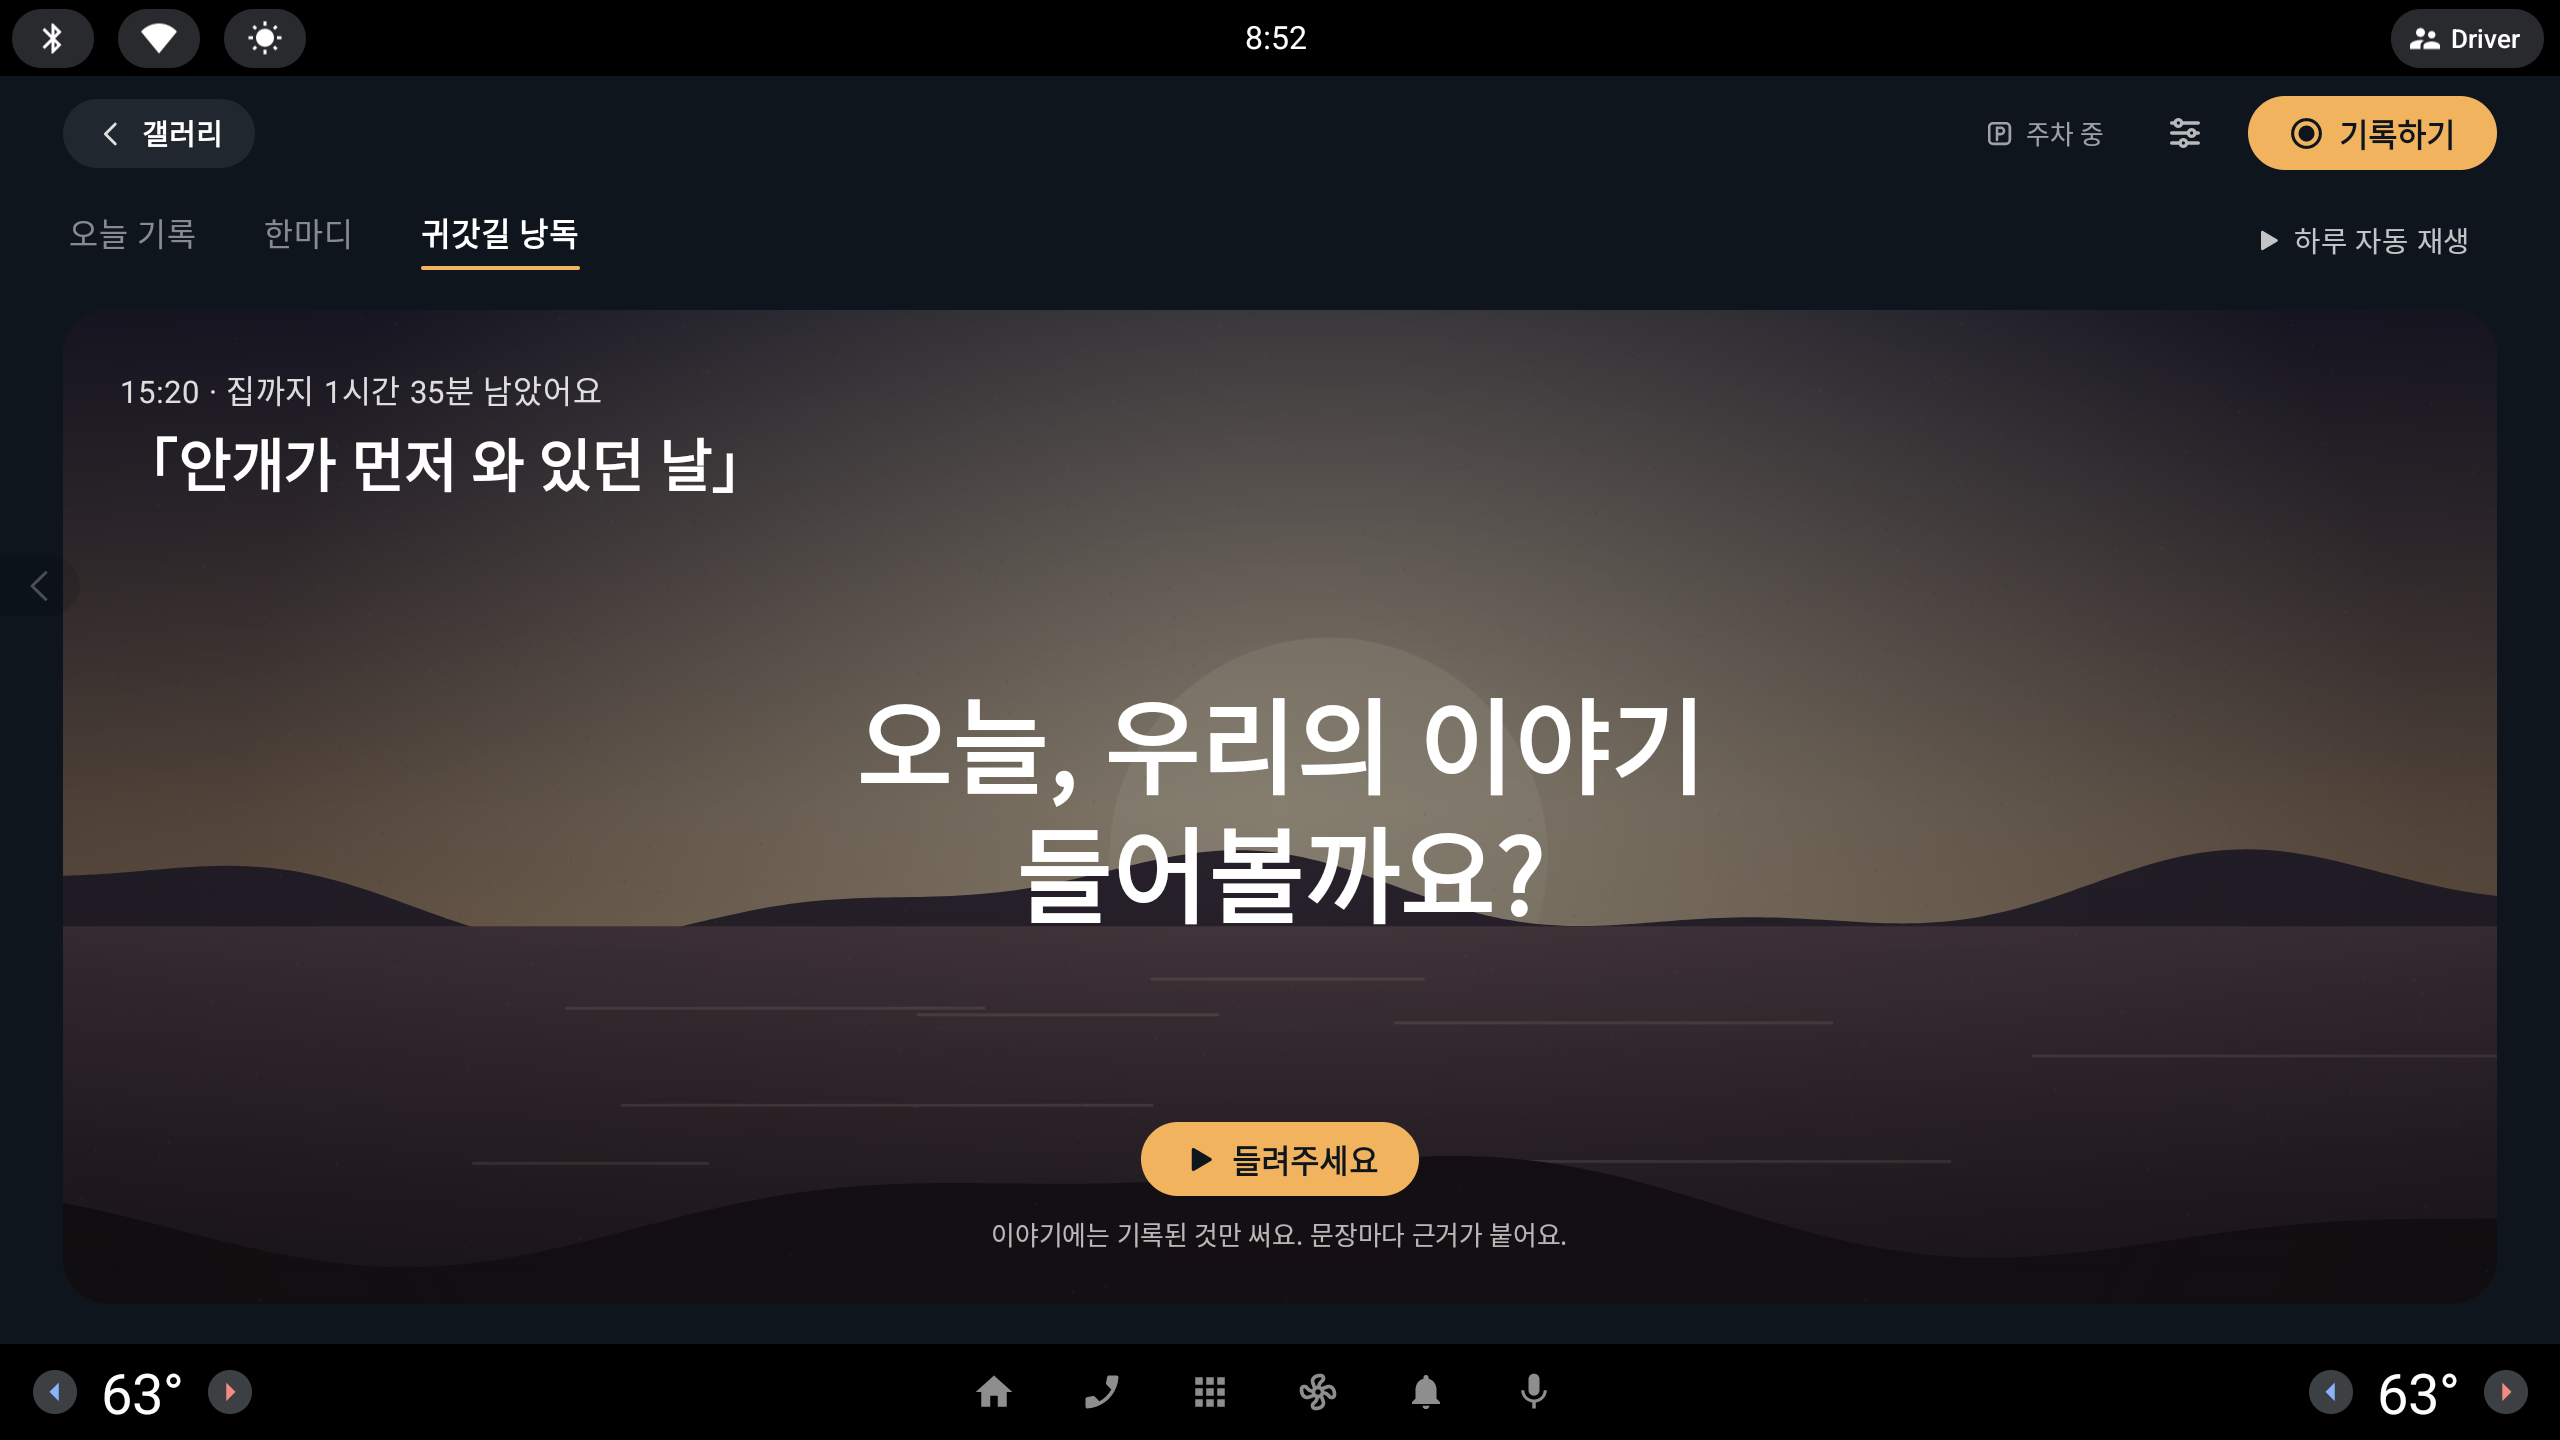 8:52
Driver
갤러리
주차 중
기록하기
오늘 기록
한마디
귀갓길 낭독
하루 자동 재생
15:20 · 집까지 1시간 35분 남았어요
「안개가 먼저 와 있던 날」
오늘, 우리의 이야기
들어볼까요?
들려주세요
이야기에는 기록된 것만 써요. 문장마다 근거가 붙어요.
63°
63°